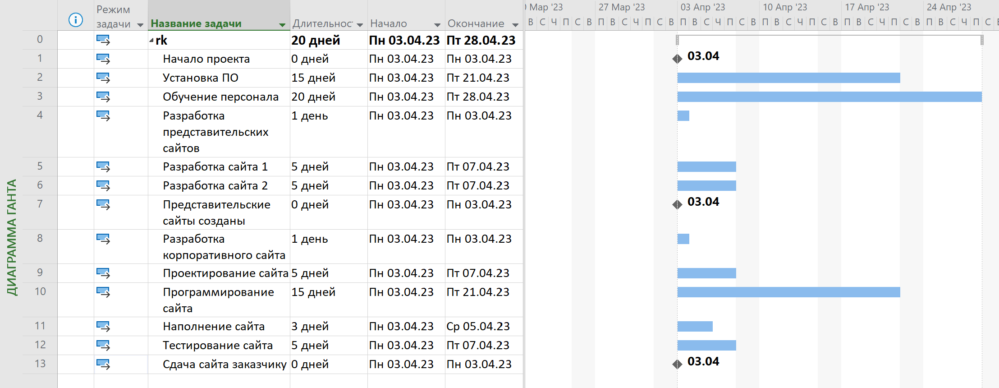 Режим задачи Название задачи Длительнос Начало Окончание
Мар '23 27 Мар '23 03 Апр '23 10 Апр '23 17 Апр '23 24 Апр '23
В С Ч П С В П В С Ч П С В П В С Ч П С В П В С Ч П С В П В С Ч П С В П В С Ч П С
0 rk 20 дней Пн 03.04.23 Пт 28.04.23
1 Начало проекта 0 дней Пн 03.04.23 Пн 03.04.23 03.04
2 Установка ПО 15 дней Пн 03.04.23 Пт 21.04.23
3 Обучение персонала 20 дней Пн 03.04.23 Пт 28.04.23
4 Разработка 1 день Пн 03.04.23 Пн 03.04.23
представительских
сайтов
5 Разработка сайта 1 5 дней Пн 03.04.23 Пт 07.04.23
6 Разработка сайта 2 5 дней Пн 03.04.23 Пт 07.04.23
7 Представительские 0 дней Пн 03.04.23 Пн 03.04.23 03.04
сайты созданы
8 Разработка 1 день Пн 03.04.23 Пн 03.04.23
корпоративного сайта
9 Проектирование сайта 5 дней Пн 03.04.23 Пт 07.04.23
10 Программирование 15 дней Пн 03.04.23 Пт 21.04.23
сайта
11 Наполнение сайта 3 дней Пн 03.04.23 Ср 05.04.23
12 Тестирование сайта 5 дней Пн 03.04.23 Пт 07.04.23
13 Сдача сайта заказчику 0 дней Пн 03.04.23 Пн 03.04.23 03.04
ДИАГРАММА ГАНТА